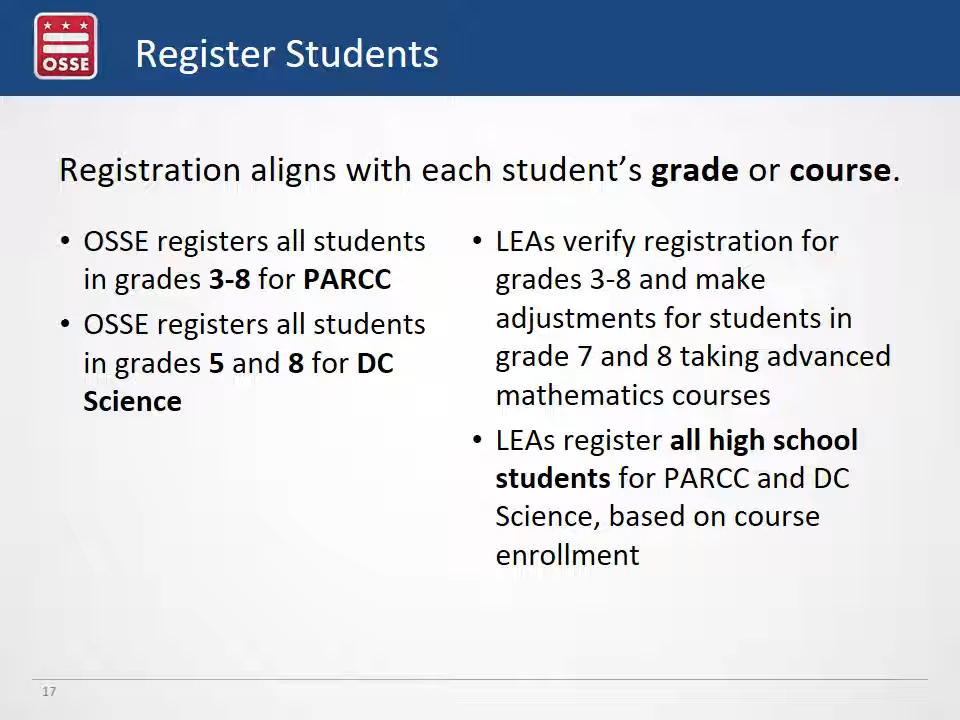 OSSE
Register Students
Registration aligns with each student’s grade or course.
• OSSE registers all students
in grades 3-8 for PARCC
• OSSE registers all students
in grades 5 and 8 for DC
Science
• LEAs verify registration for
grades 3-8 and make
adjustments for students in
grade 7 and 8 taking advanced
mathematics courses
• LEAs register all high school
students for PARCC and DC
Science, based on course
enrollment
17